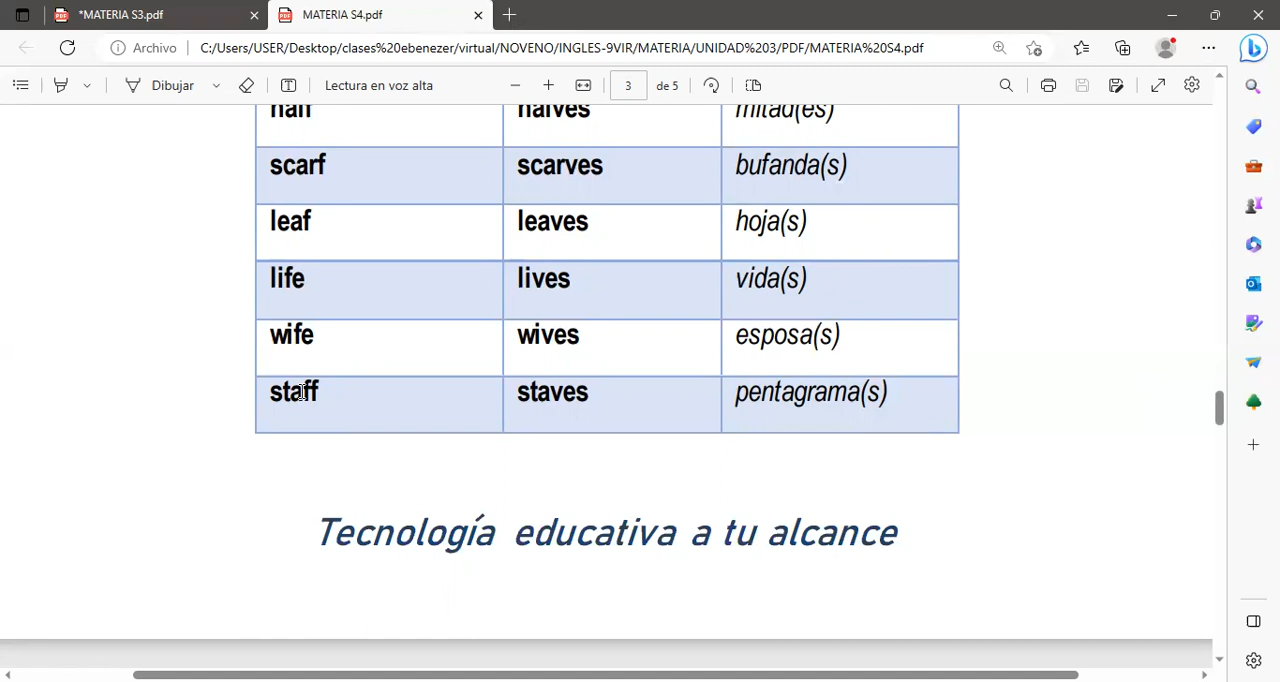 *MATERIA S3.pdf
MATERIA S4.pdf
Archivo
C:/Users/USER/Desktop/clases%20ebenezer/virtual/NOVENO/INGLES-9VIR/MATERIA/UNIDAD%203/PDF/MATERIA%20S4.pdf
Dibujar
Lectura en voz alta
3
de 5
half halves mitad(es)
scarf scarves bufanda(s)
leaf leaves hoja(s)
life lives vida(s)
wife wives esposa(s)
staff staves pentagrama(s)
Tecnología educativa a tu alcance